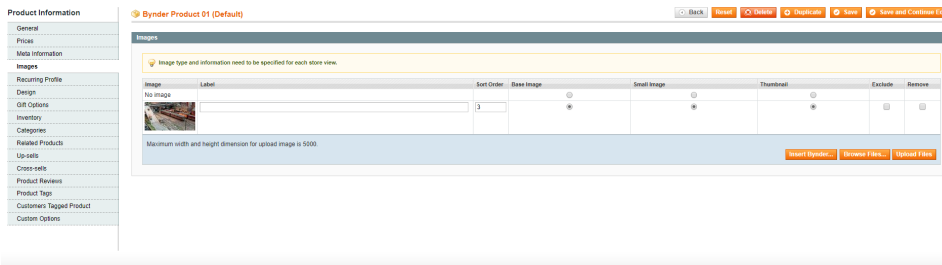 Product Information
General
Prices
Meta Information
Images
Recurring Profile
Design
Gift Options
Inventory
Categories
Related Products
Up-sells
Cross-sells
Product Reviews
Product Tags
Customers Tagged Product
Custom Options
Bynder Product 01 (Default)
Back Reset Delete Duplicate Save Save and Continue E
Images
Image type and information need to be specified for each store view.
Image Label Sort Order Base Image Small Image Thumbnail Exclude Remove
No image
3
Maximum width and height dimension for upload image is 5000.
Insert Bynder... Browse Files... Upload Files